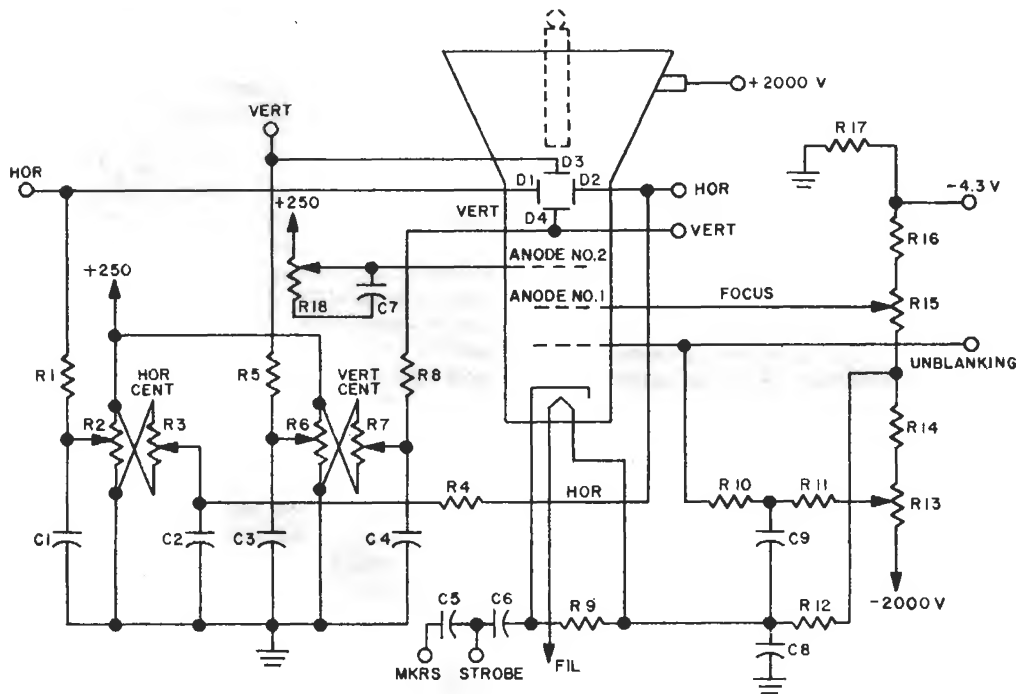 +2000 V
VERT
R17
HOR
D3
D1
D2
HOR
-4.3 V
+250
VERT
D4
VERT
R16
ANODE NO.2
+250
ANODE NO.1
FOCUS
R15
R18
C7
UNBLANKING
R1
HOR
CENT
R5
VERT
CENT
R8
R14
R2
R3
R6
R7
R4
HOR
R10
R11
R13
C1
C2
C3
C4
C9
-2000 V
C5
C6
R9
R12
C8
MKRS
STROBE
FIL